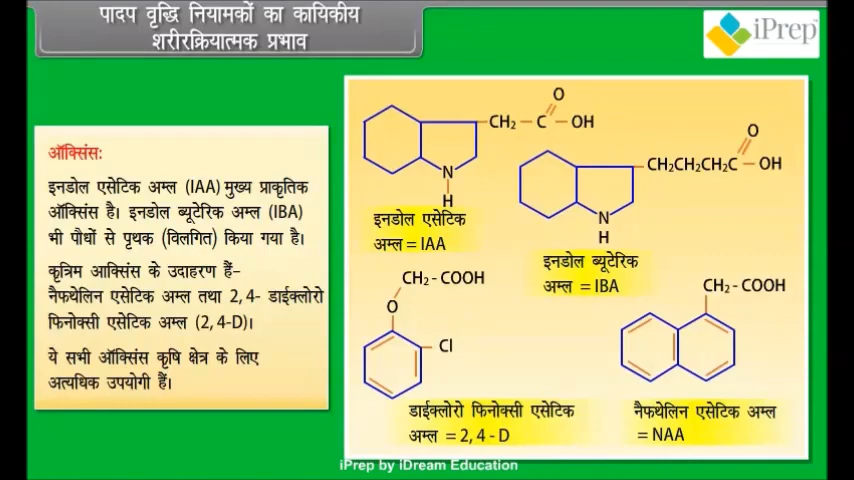 पादप वृद्धि नियामकों का कायिकीय
शरीरक्रियात्मक प्रभाव
iPrep
ऑक्सिंस:
इनडोल एसेटिक अम्ल (IAA) मुख्य प्राकृतिक
ऑक्सिंस है। इनडोल ब्यूटेरिक अम्ल (IBA)
भी पौधों से पृथक (विलगित) किया गया है।
कृत्रिम आक्सिंस के उदाहरण हैं–
नैफथेलिन एसेटिक अम्ल तथा 2, 4- डाईक्लोरो
फिनोक्सी एसेटिक अम्ल (2, 4-D)।
ये सभी ऑक्सिंस कृषि क्षेत्र के लिए
अत्यधिक उपयोगी हैं।
O
CH₂ – C – OH
N
H
इनडोल एसेटिक
अम्ल = IAA
O
CH₂CH₂CH₂C – OH
N
H
इनडोल ब्यूटेरिक
अम्ल = IBA
CH₂ - COOH
O
Cl
डाईक्लोरो फिनोक्सी एसेटिक
अम्ल = 2, 4 - D
CH₂ - COOH
नैफथेलिन एसेटिक अम्ल
= NAA
iPrep by iDream Education